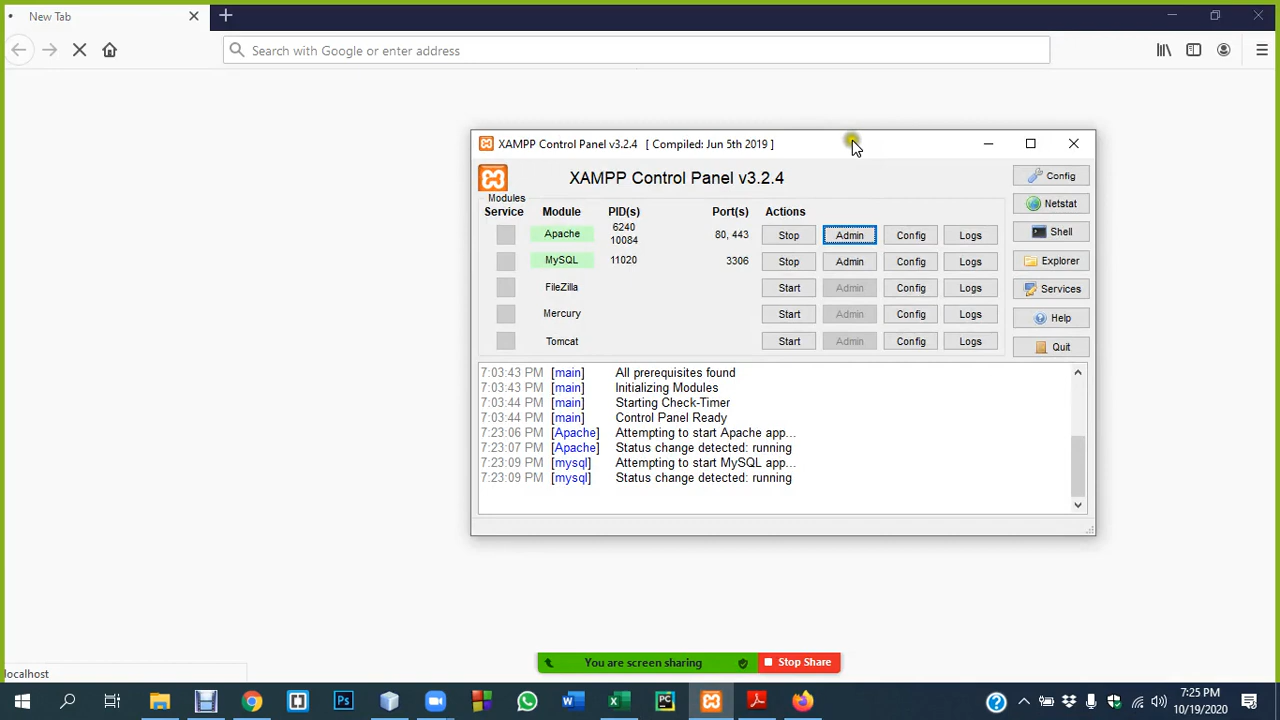 New Tab
Search with Google or enter address
XAMPP Control Panel v3.2.4 [ Compiled: Jun 5th 2019 ]
XAMPP Control Panel v3.2.4
Config
Modules
Service Module PID(s) Port(s) Actions
Netstat
Apache 6240 10084 80, 443 Stop Admin Config Logs
Shell
MySQL 11020 3306 Stop Admin Config Logs
Explorer
FileZilla Start Admin Config Logs
Services
Mercury Start Admin Config Logs
Help
Tomcat Start Admin Config Logs
Quit
7:03:43 PM [main] All prerequisites found
7:03:43 PM [main] Initializing Modules
7:03:44 PM [main] Starting Check-Timer
7:03:44 PM [main] Control Panel Ready
7:23:06 PM [Apache] Attempting to start Apache app...
7:23:07 PM [Apache] Status change detected: running
7:23:09 PM [mysql] Attempting to start MySQL app...
7:23:09 PM [mysql] Status change detected: running
You are screen sharing Stop Share
localhost
Ps
PC
7:25 PM
10/19/2020